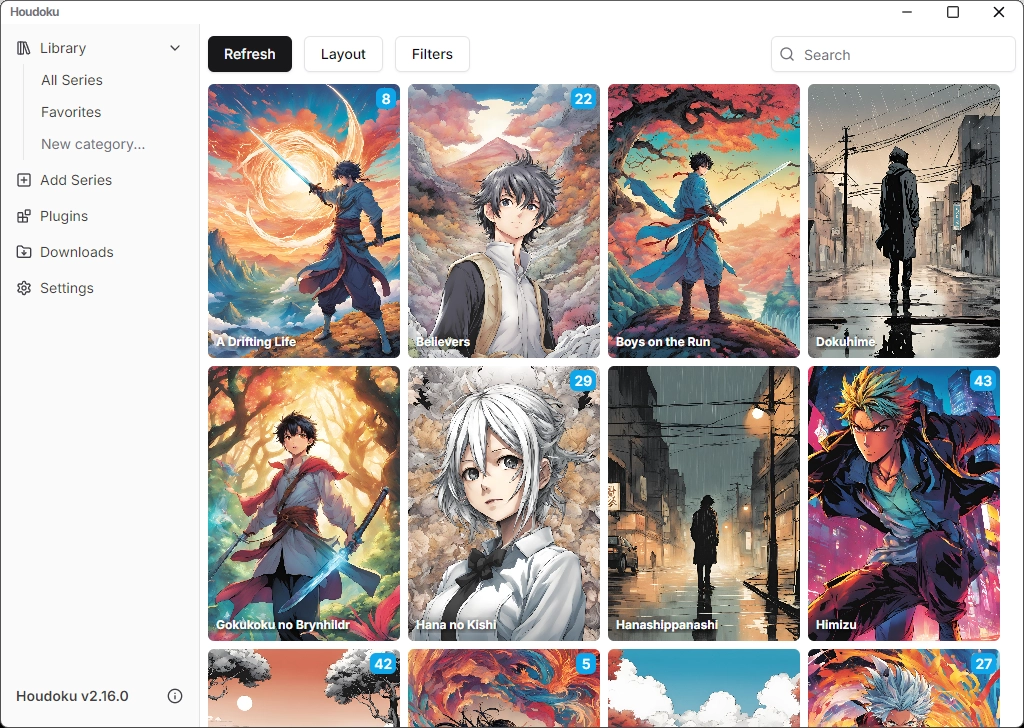 Houdoku
Library
All Series
Favorites
New category...
Add Series
Plugins
Downloads
Settings
Houdoku v2.16.0
Refresh
Layout
Filters
Search
8
A Drifting Life
22
Believers
Boys on the Run
Dokuhime
Gokukoku no Brynhildr
29
Hana no Kishi
Hanashippanashi
43
Himizu
42
5
27